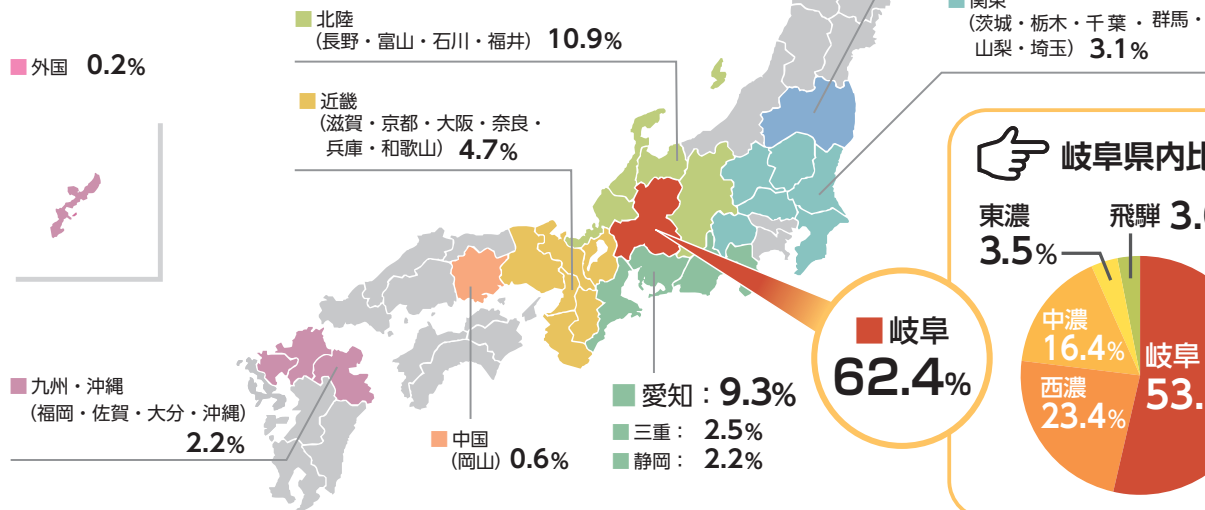 北陸
（長野・富山・石川・福井） 10.9%
関東
（茨城・栃木・千葉・群馬・
山梨・埼玉） 3.1%
外国 0.2%
近畿
（滋賀・京都・大阪・奈良・
兵庫・和歌山） 4.7%
岐阜県内比
東濃
3.5%
飛騨 3.
中濃
16.4%
西濃
23.4%
岐阜
53.
岐阜
62.4%
九州・沖縄
（福岡・佐賀・大分・沖縄）
2.2%
中国
（岡山） 0.6%
愛知： 9.3%
三重： 2.5%
静岡： 2.2%